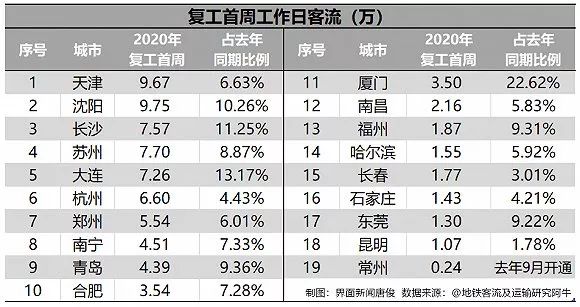 复工首周工作日客流（万）
序号 城市 2020年复工首周 占去年同期比例
1 天津 9.67 6.63%
2 沈阳 9.75 10.26%
3 长沙 7.57 11.25%
4 苏州 7.70 8.87%
5 大连 7.26 13.17%
6 杭州 6.60 4.43%
7 郑州 5.54 6.01%
8 南宁 4.51 7.33%
9 青岛 4.39 9.36%
10 合肥 3.54 7.28%
序号 城市 2020年复工首周 占去年同期比例
11 厦门 3.50 22.62%
12 南昌 2.16 5.83%
13 福州 1.87 9.31%
14 哈尔滨 1.55 5.92%
15 长春 1.77 3.01%
16 石家庄 1.43 4.21%
17 东莞 1.30 9.22%
18 昆明 1.07 1.78%
19 常州 0.24 去年9月开通
制图：界面新闻唐俊 数据来源：@地铁客流及运输研究阿牛